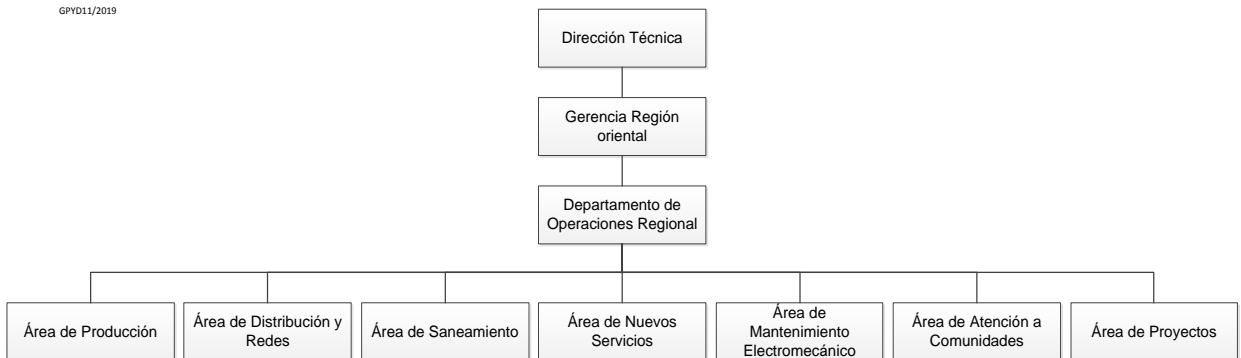 GPYD11/2019
Dirección Técnica
Gerencia Región
oriental
Departamento de
Operaciones Regional
Área de Producción
Área de Distribución y
Redes
Área de Saneamiento
Área de Nuevos
Servicios
Área de
Mantenimiento
Electromecánico
Área de Atención a
Comunidades
Área de Proyectos